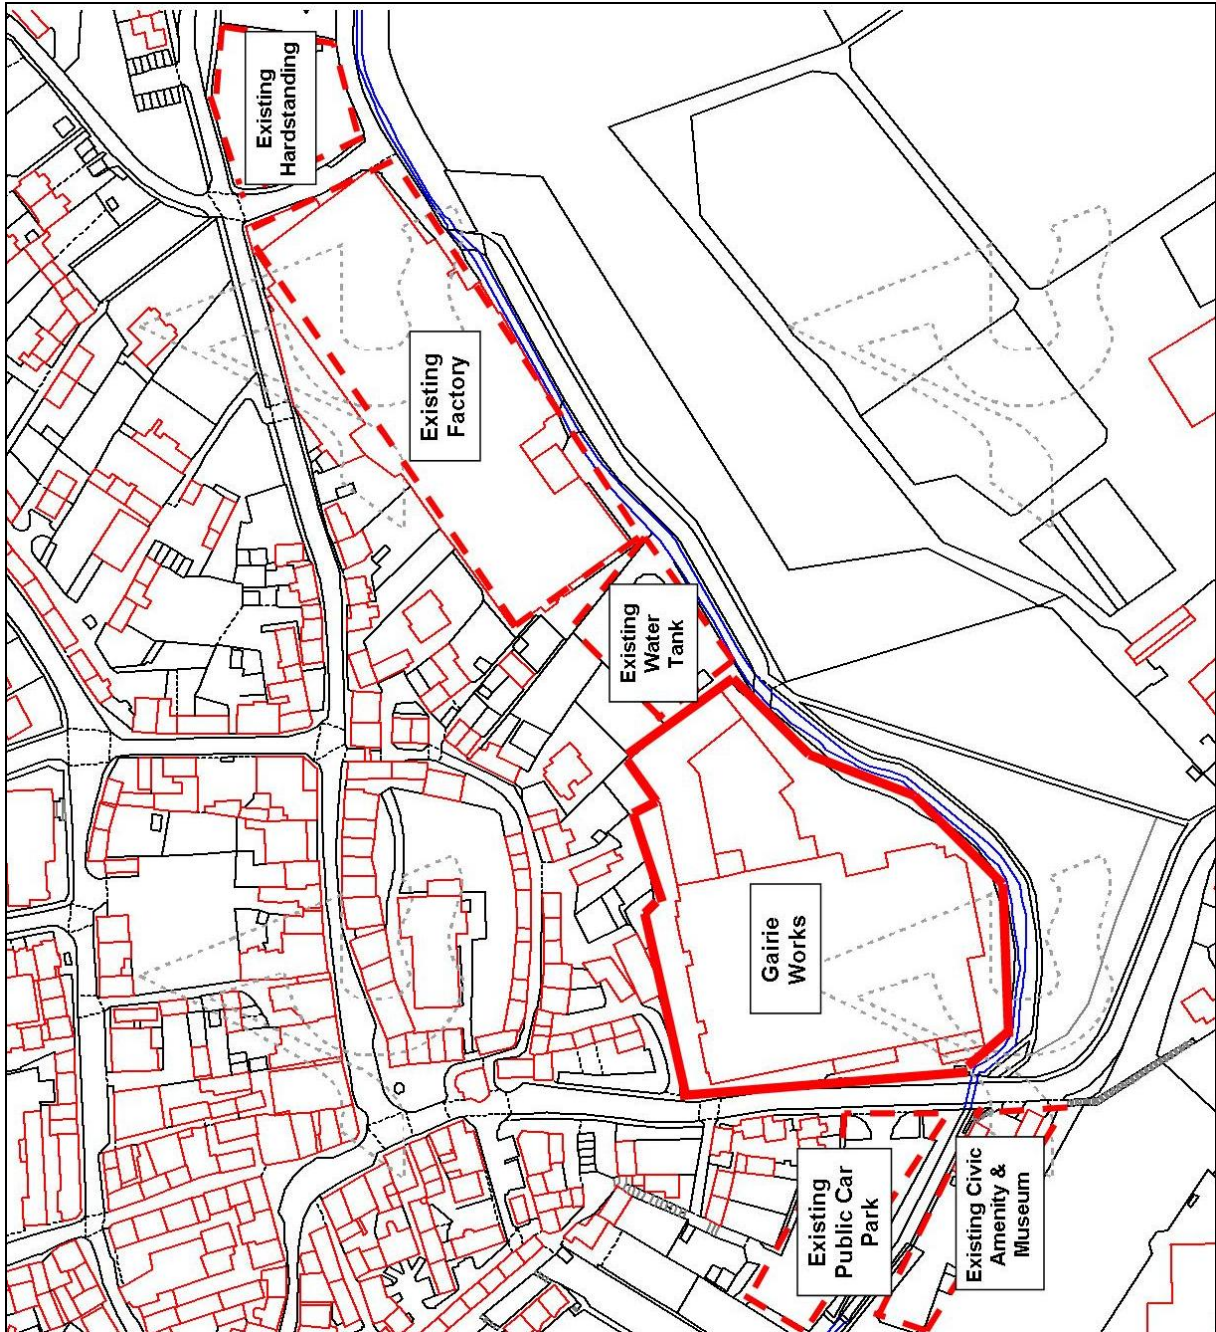 Existing
Hardstanding
Existing
Factory
Existing
Water
Tank
Gairie
Works
Existing
Public Car
Park
Existing Civic
Amenity &
Museum